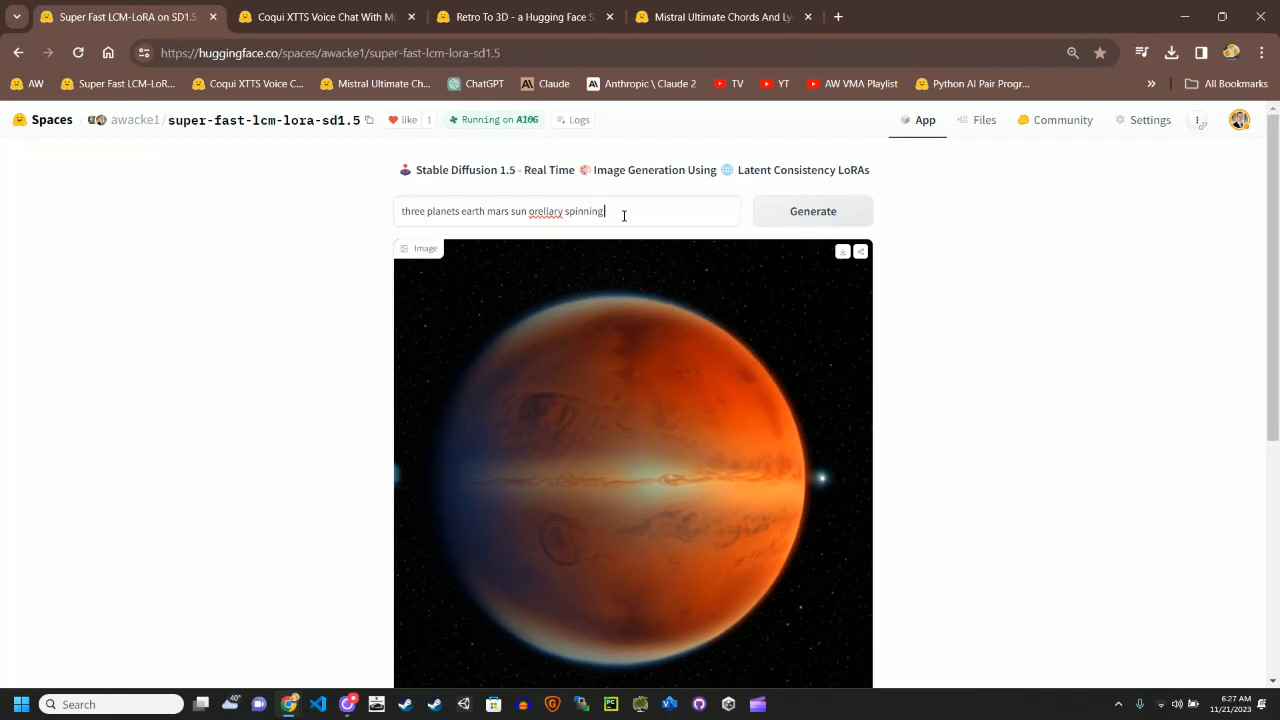 Super Fast LCM-LoRA on SD1.5
Coqui XTTS Voice Chat With Mi
Retro To 3D - a Hugging Face S
Mistral Ultimate Chords And Ly
https://huggingface.co/spaces/awacke1/super-fast-lcm-lora-sd1.5
AW
Super Fast LCM-LoR...
Coqui XTTS Voice C...
Mistral Ultimate Ch...
ChatGPT
Claude
Anthropic \ Claude 2
TV
YT
AW VMA Playlist
Python AI Pair Progr...
All Bookmarks
Spaces
awacke1/super-fast-lcm-lora-sd1.5
like 1
Running on A10G
Logs
App
Files
Community
Settings
Stable Diffusion 1.5 - Real Time Image Generation Using Latent Consistency LoRAs
three planets earth mars sun orellary spinning
Generate
Image
Search
40°
6:27 AM
11/21/2023